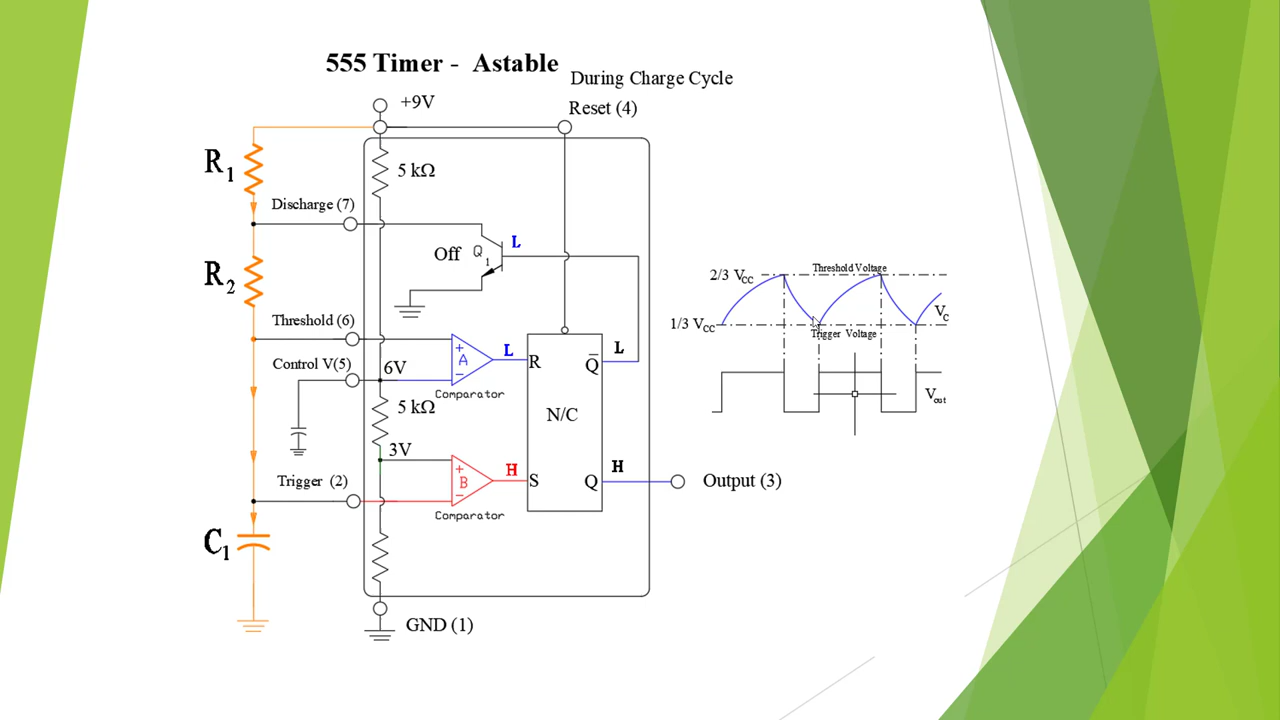 555 Timer - Astable
During Charge Cycle
+9V
Reset (4)
R1
5 kΩ
Discharge (7)
Off
Q1
L
R2
Threshold (6)
Control V(5)
6V
+
A
−
Comparator
L
R
Q̅
L
5 kΩ
N/C
3V
Trigger (2)
+
B
−
Comparator
H
S
Q
H
Output (3)
C1
GND (1)
2/3 VCC
Threshold Voltage
VC
1/3 VCC
Trigger Voltage
Vout